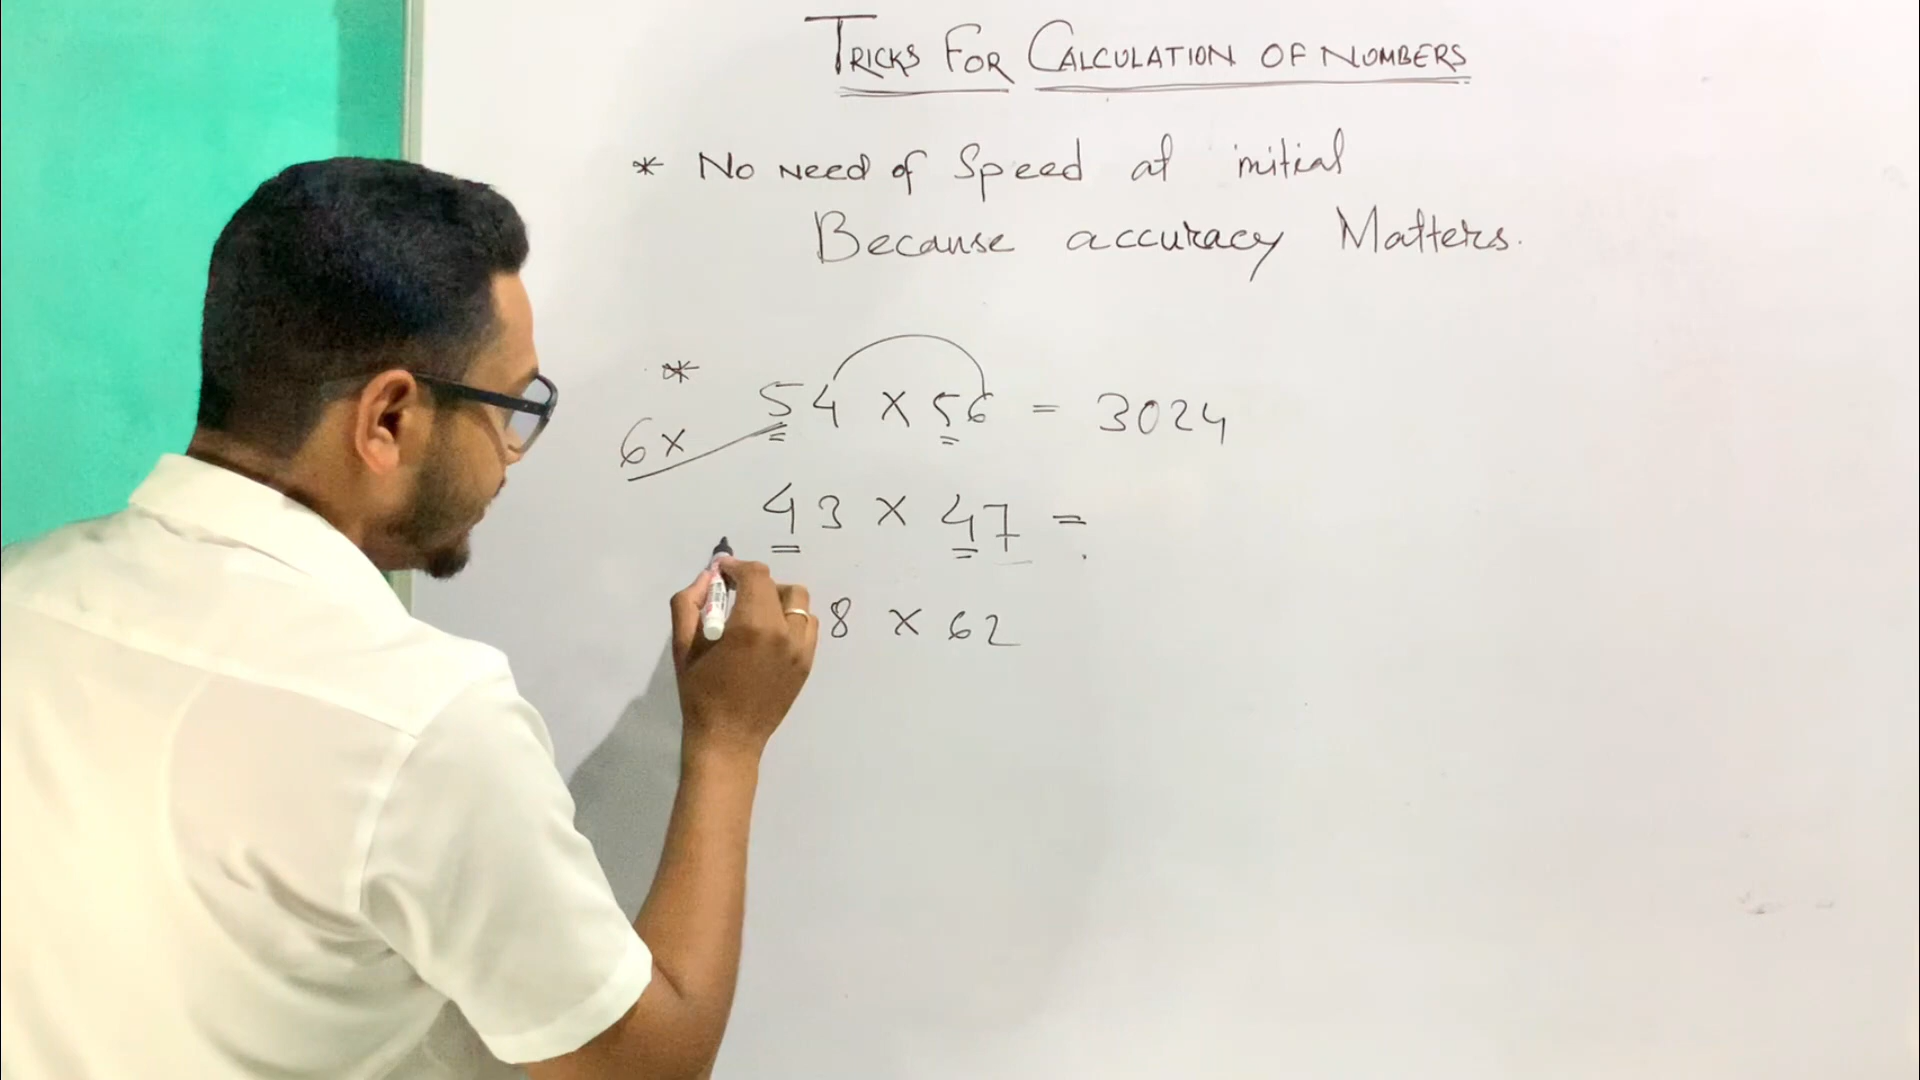 TRICKS FOR CALCULATION OF NUMBERS
* No NEED of Speed at initial
Because accuracy Matters.
*
6x 54 x 56 = 3024
43 x 47 =
8 x 62